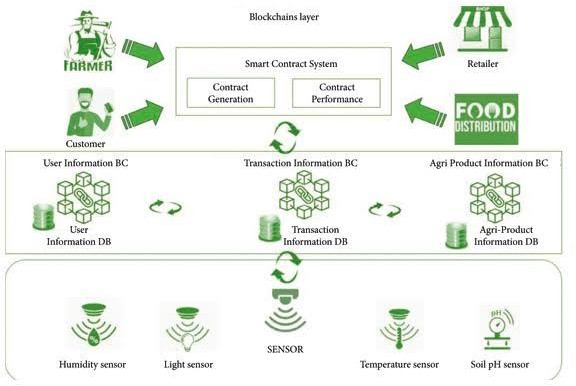 Blockchains layer
SHOP
FARMER
Smart Contract System
Retailer
Contract
Generation
Contract
Performance
FOOD
DISTRIBUTION
Customer
User Information BC
Transaction Information BC
Agri Product Information BC
User
Information DB
Transaction
Information DB
Agri-Product
Information DB
SENSOR
%
pH
Humidity sensor
Light sensor
Temperature sensor
Soil pH sensor